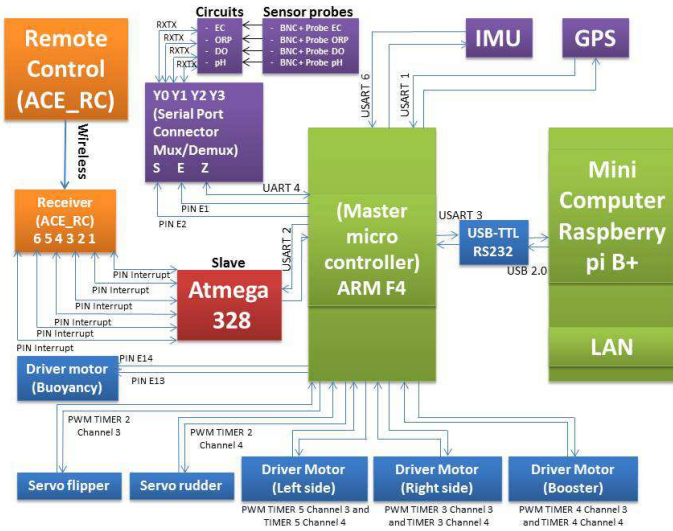 Remote
Control
(ACE_RC)
Wireless
Receiver
(ACE_RC)
6 5 4 3 2 1
Circuits
- EC
- ORP
- DO
- pH
Sensor probes
- BNC + Probe EC
- BNC + Probe ORP
- BNC + Probe DO
- BNC + Probe pH
RXTX
RXTX
RXTX
RXTX
Y0 Y1 Y2 Y3
(Serial Port
Connector
Mux/Demux)
S E Z
UART 4
PIN E1
PIN E2
USART 6
USART 1
IMU
GPS
(Master
micro
controller)
ARM F4
USART 3
USB-TTL
RS232
USB 2.0
Mini
Computer
Raspberry
pi B+
LAN
USART 2
Slave
Atmega
328
PIN Interrupt
PIN Interrupt
PIN Interrupt
PIN Interrupt
PIN Interrupt
PIN Interrupt
Driver motor
(Buoyancy)
PIN E14
PIN E13
PWM TIMER 2
Channel 3
PWM TIMER 2
Channel 4
Servo flipper
Servo rudder
Driver Motor
(Left side)
PWM TIMER 5 Channel 3 and
TIMER 5 Channel 4
Driver Motor
(Right side)
PWM TIMER 3 Channel 3
and TIMER 3 Channel 4
Driver Motor
(Booster)
PWM TIMER 4 Channel 3
and TIMER 4 Channel 4